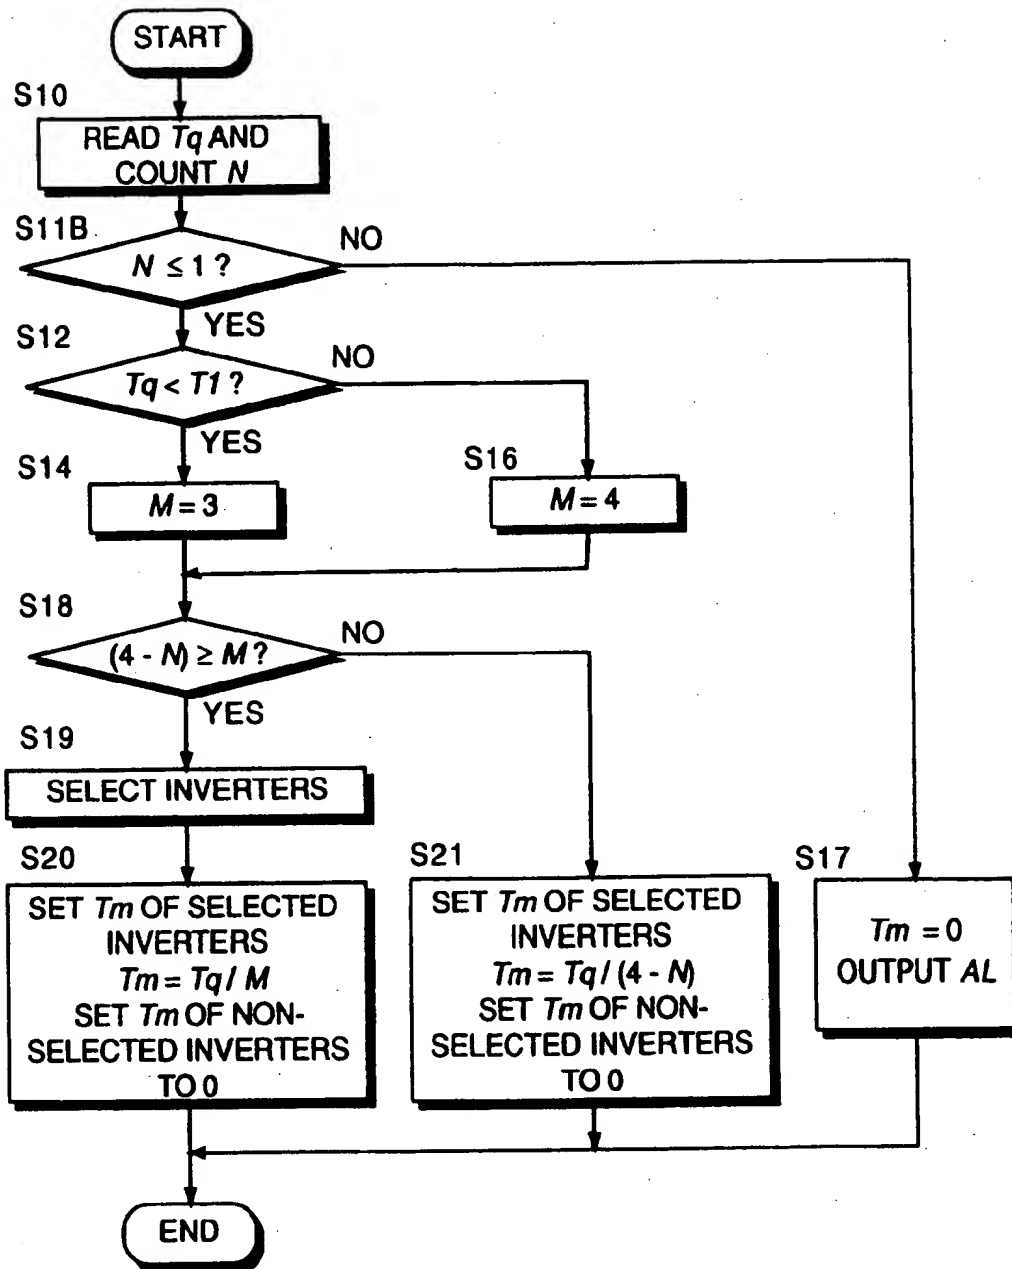 START
S10
READ Tq AND
COUNT N
S11B
N ≤ 1 ?
NO
YES
S12
Tq < T1 ?
NO
YES
S14
M = 3
S16
M = 4
S18
(4 - N) ≥ M ?
NO
YES
S19
SELECT INVERTERS
S20
SET Tm OF SELECTED
INVERTERS
Tm = Tq / M
SET Tm OF NON-
SELECTED INVERTERS
TO 0
S21
SET Tm OF SELECTED
INVERTERS
Tm = Tq / (4 - N)
SET Tm OF NON-
SELECTED INVERTERS
TO 0
S17
Tm = 0
OUTPUT AL
END